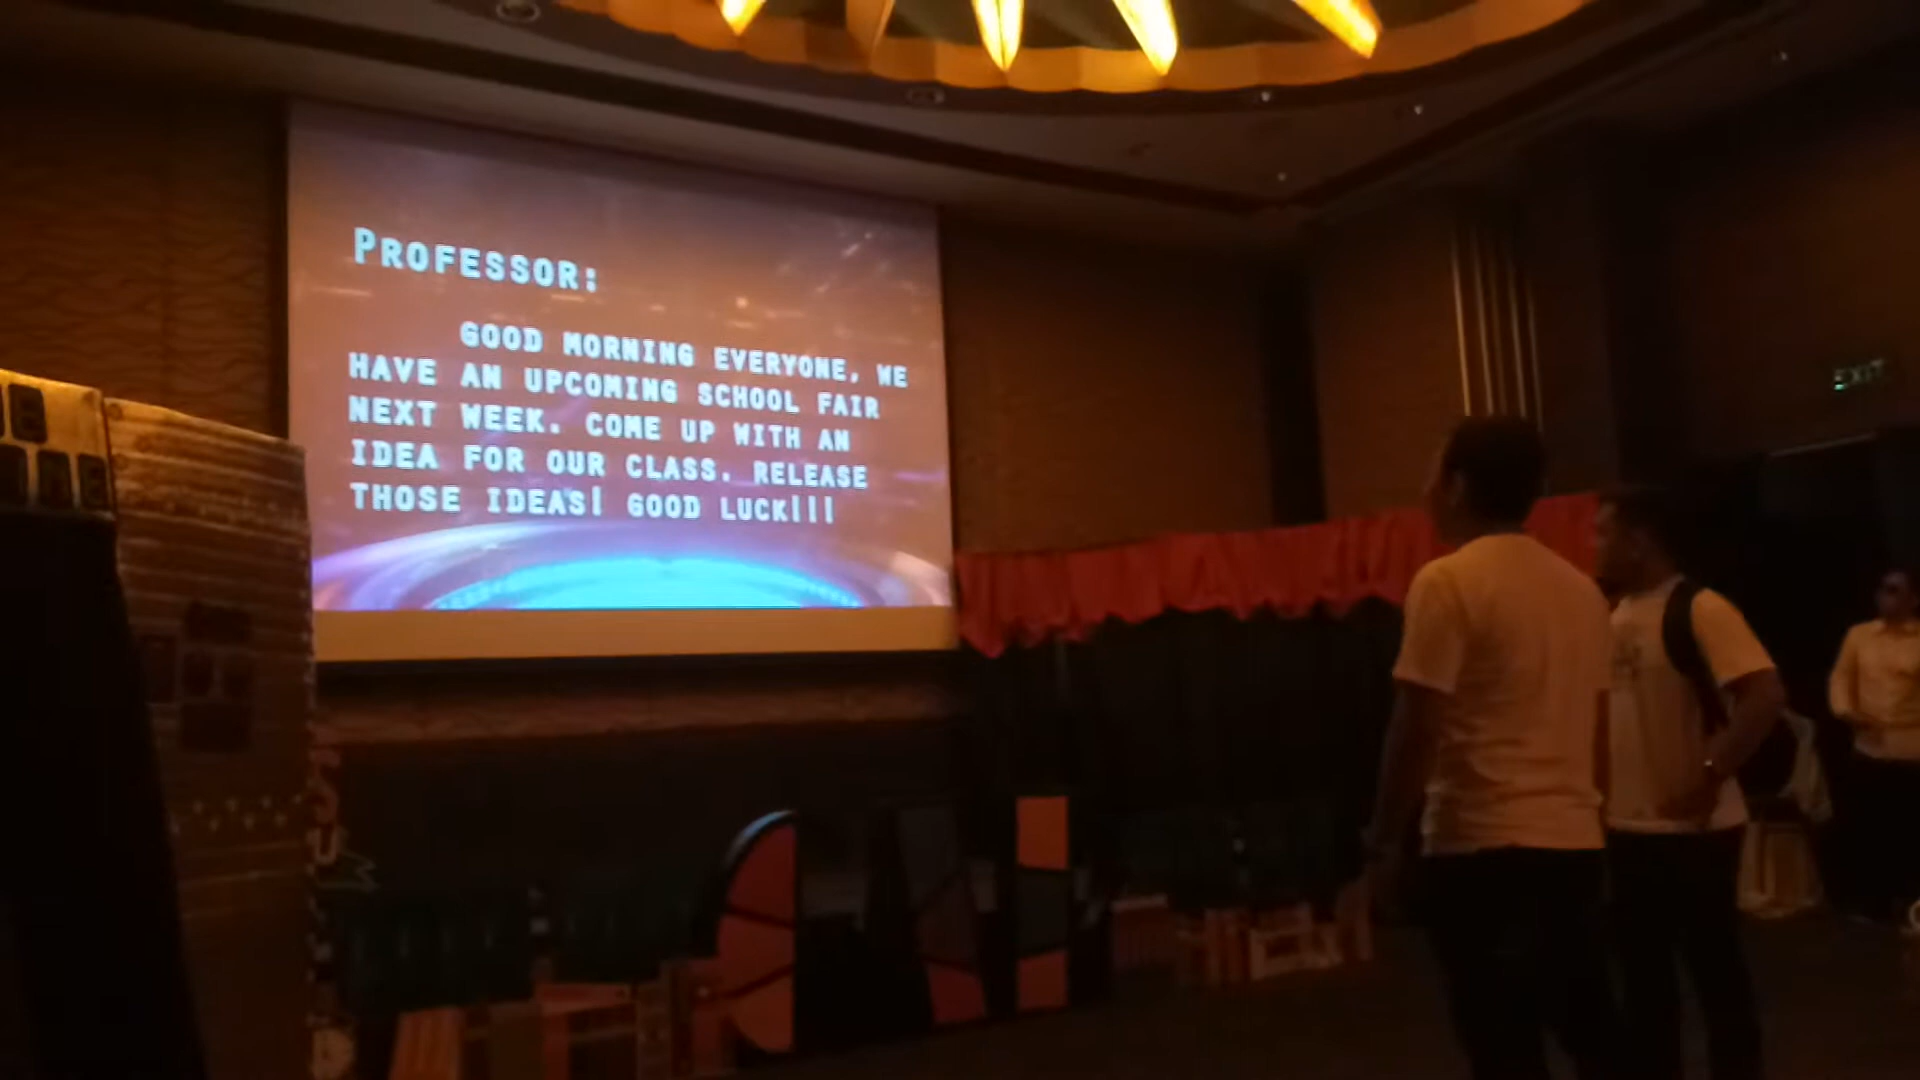 PROFESSOR:
GOOD MORNING EVERYONE, WE
HAVE AN UPCOMING SCHOOL FAIR
NEXT WEEK. COME UP WITH AN
IDEA FOR OUR CLASS. RELEASE
THOSE IDEAS! GOOD LUCK!!!
EXIT